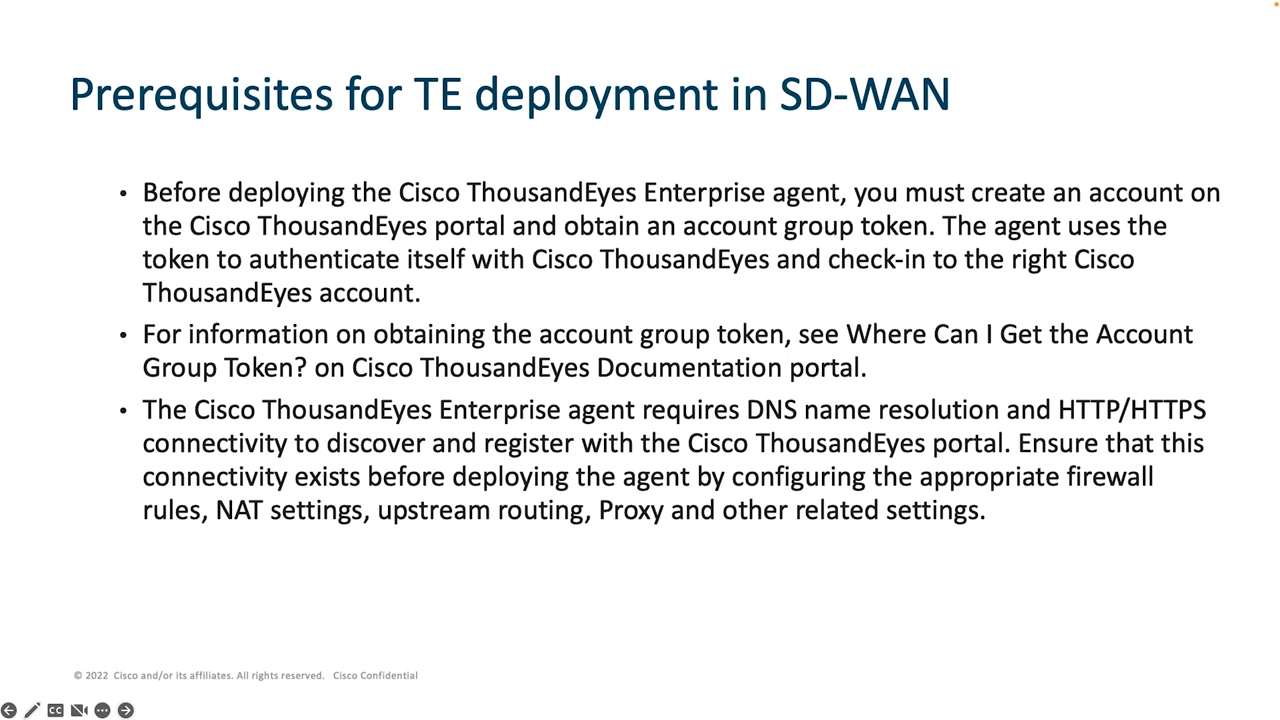 Prerequisites for TE deployment in SD-WAN
• Before deploying the Cisco ThousandEyes Enterprise agent, you must create an account on
the Cisco ThousandEyes portal and obtain an account group token. The agent uses the
token to authenticate itself with Cisco ThousandEyes and check-in to the right Cisco
ThousandEyes account.
• For information on obtaining the account group token, see Where Can I Get the Account
Group Token? on Cisco ThousandEyes Documentation portal.
• The Cisco ThousandEyes Enterprise agent requires DNS name resolution and HTTP/HTTPS
connectivity to discover and register with the Cisco ThousandEyes portal. Ensure that this
connectivity exists before deploying the agent by configuring the appropriate firewall
rules, NAT settings, upstream routing, Proxy and other related settings.
© 2022 Cisco and/or its affiliates. All rights reserved. Cisco Confidential
CC